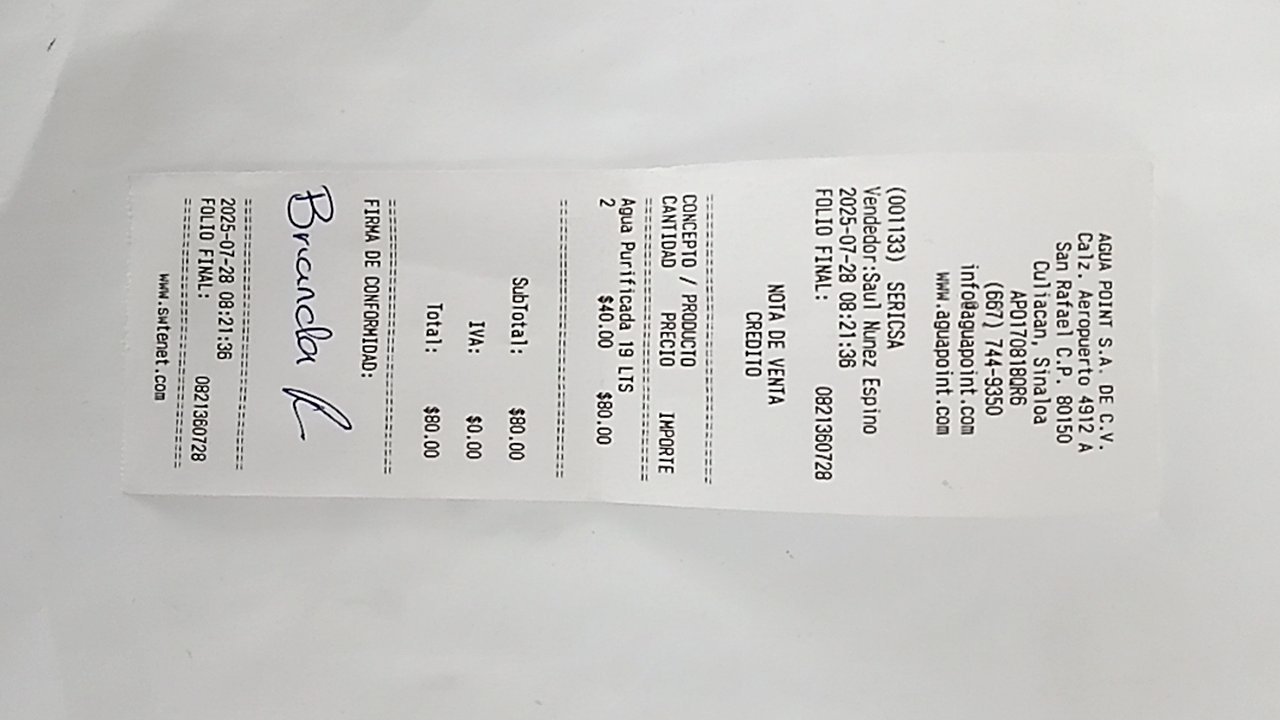 AGUA POINT S.A. DE C.V.
Calz. Aeropuerto 4912 A
San Rafael C.P. 80150
Culiacan, Sinaloa
APO170818QR6
(667) 744-9350
info@aguapoint.com
www.aguapoint.com
(001133) SERICSA
Vendedor:Saul Nunez Espino
2025-07-28 08:21:36
FOLIO FINAL: 0821360728
NOTA DE VENTA
CREDITO
===============================
CONCEPTO / PRODUCTO
CANTIDAD PRECIO IMPORTE
===============================
Agua Purificada 19 LTS
2 $40.00 $80.00
===============================
SubTotal: $80.00
IVA: $0.00
Total: $80.00
===============================
FIRMA DE CONFORMIDAD:
Brianda R
===============================
2025-07-28 08:21:36
FOLIO FINAL: 0821360728
===============================
www.swtenet.com